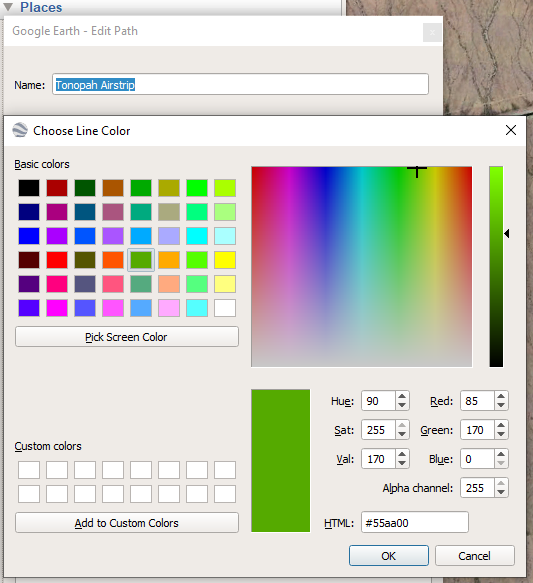 Places
Google Earth - Edit Path
x
Name: Tonopah Airstrip
Choose Line Color
Basic colors
Pick Screen Color
Custom colors
Add to Custom Colors
Hue: 90 Red: 85
Sat: 255 Green: 170
Val: 170 Blue: 0
Alpha channel: 255
HTML: #55aa00
OK Cancel